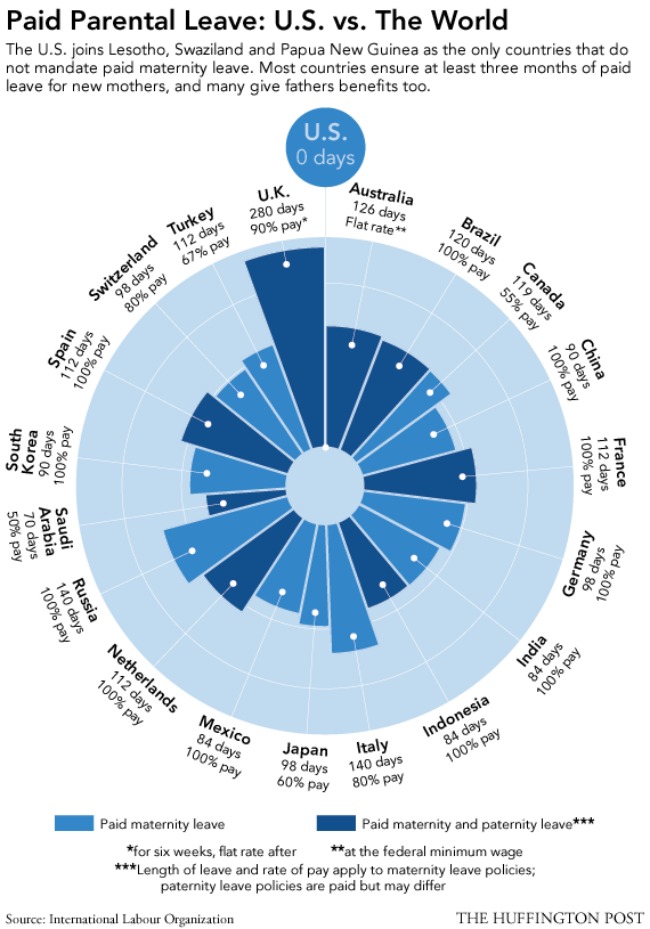 Paid Parental Leave: U.S. vs. The World
The U.S. joins Lesotho, Swaziland and Papua New Guinea as the only countries that do
not mandate paid maternity leave. Most countries ensure at least three months of paid
leave for new mothers, and many give fathers benefits too.
U.S.
0 days
Australia
126 days
Flat rate**
Brazil
120 days
100% pay
Canada
119 days
55% pay
China
90 days
100% pay
France
112 days
100% pay
Germany
98 days
100% pay
India
84 days
100% pay
Indonesia
84 days
100% pay
Italy
140 days
80% pay
Japan
98 days
60% pay
Mexico
84 days
100% pay
Netherlands
112 days
100% pay
Russia
140 days
100% pay
Saudi
Arabia
70 days
50% pay
South
Korea
90 days
100% pay
Spain
112 days
100% pay
Switzerland
98 days
80% pay
Turkey
112 days
67% pay
U.K.
280 days
90% pay*
Paid maternity leave
Paid maternity and paternity leave***
*for six weeks, flat rate after
**at the federal minimum wage
***Length of leave and rate of pay apply to maternity leave policies;
paternity leave policies are paid but may differ
Source: International Labour Organization
THE HUFFINGTON POST